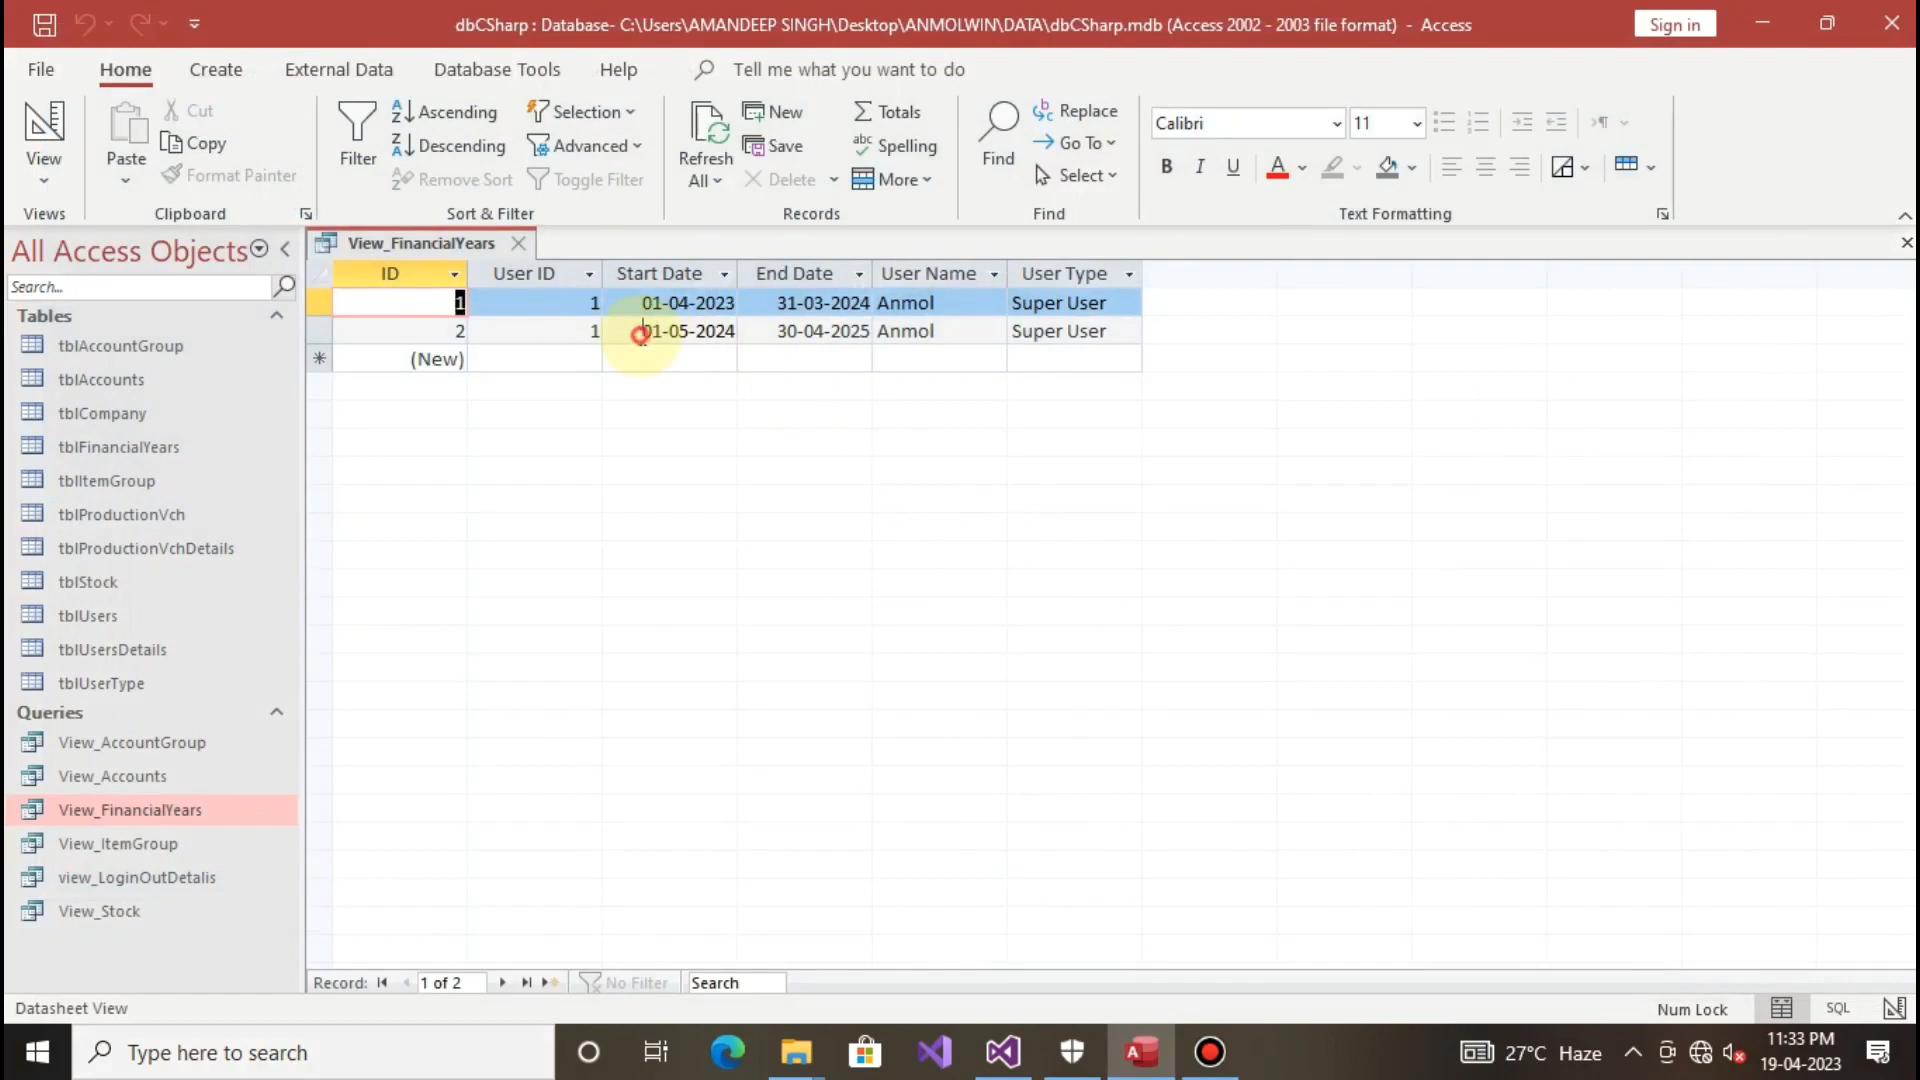 dbCSharp : Database- C:\Users\AMANDEEP SINGH\Desktop\ANMOLWIN\DATA\dbCSharp.mdb (Access 2002 - 2003 file format) - Access
Sign in
File Home Create External Data Database Tools Help Tell me what you want to do
View
Paste
Cut
Copy
Format Painter
Filter
Ascending
Descending
Remove Sort
Selection
Advanced
Toggle Filter
Refresh
All
New
Save
Delete
Totals
Spelling
More
Find
Replace
Go To
Select
Calibri 11
B I U A
Views Clipboard Sort & Filter Records Find Text Formatting
All Access Objects
Search...
Tables
tblAccountGroup
tblAccounts
tblCompany
tblFinancialYears
tblItemGroup
tblProductionVch
tblProductionVchDetails
tblStock
tblUsers
tblUsersDetails
tblUserType
Queries
View_AccountGroup
View_Accounts
View_FinancialYears
View_ItemGroup
view_LoginOutDetalis
View_Stock
View_FinancialYears
ID User ID Start Date End Date User Name User Type
1 1 01-04-2023 31-03-2024 Anmol Super User
2 1 01-05-2024 30-04-2025 Anmol Super User
(New)
Record: 1 of 2 No Filter Search
Datasheet View Num Lock SQL
Type here to search
27°C Haze
11:33 PM
19-04-2023